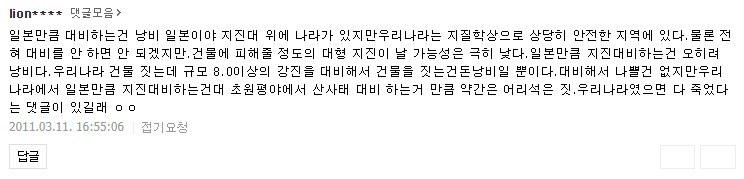 lion**** 댓글모음 >
일본만큼 대비하는건 낭비 일본이야 지진대 위에 나라가 있지만우리나라는 지질학상으로 상당히 안전한 지역에 있다.물론 전
혀 대비를 안 하면 안 되겠지만.건물에 피해줄 정도의 대형 지진이 날 가능성은 극히 낮다.일본만큼 지진대비하는건 오히려
낭비다.우리나라 건물 짓는데 규모 8.0이상의 강진을 대비해서 건물을 짓는건돈낭비일 뿐이다.대비해서 나쁠건 없지만우리
나라에서 일본만큼 지진대비하는건대 초원평야에서 산사태 대비 하는거 만큼 약간은 어리석은 짓.우리나라였으면 다 죽었다
는 댓글이 있길래 ㅇㅇ
2011.03.11. 16:55:06 | 접기요청
답글